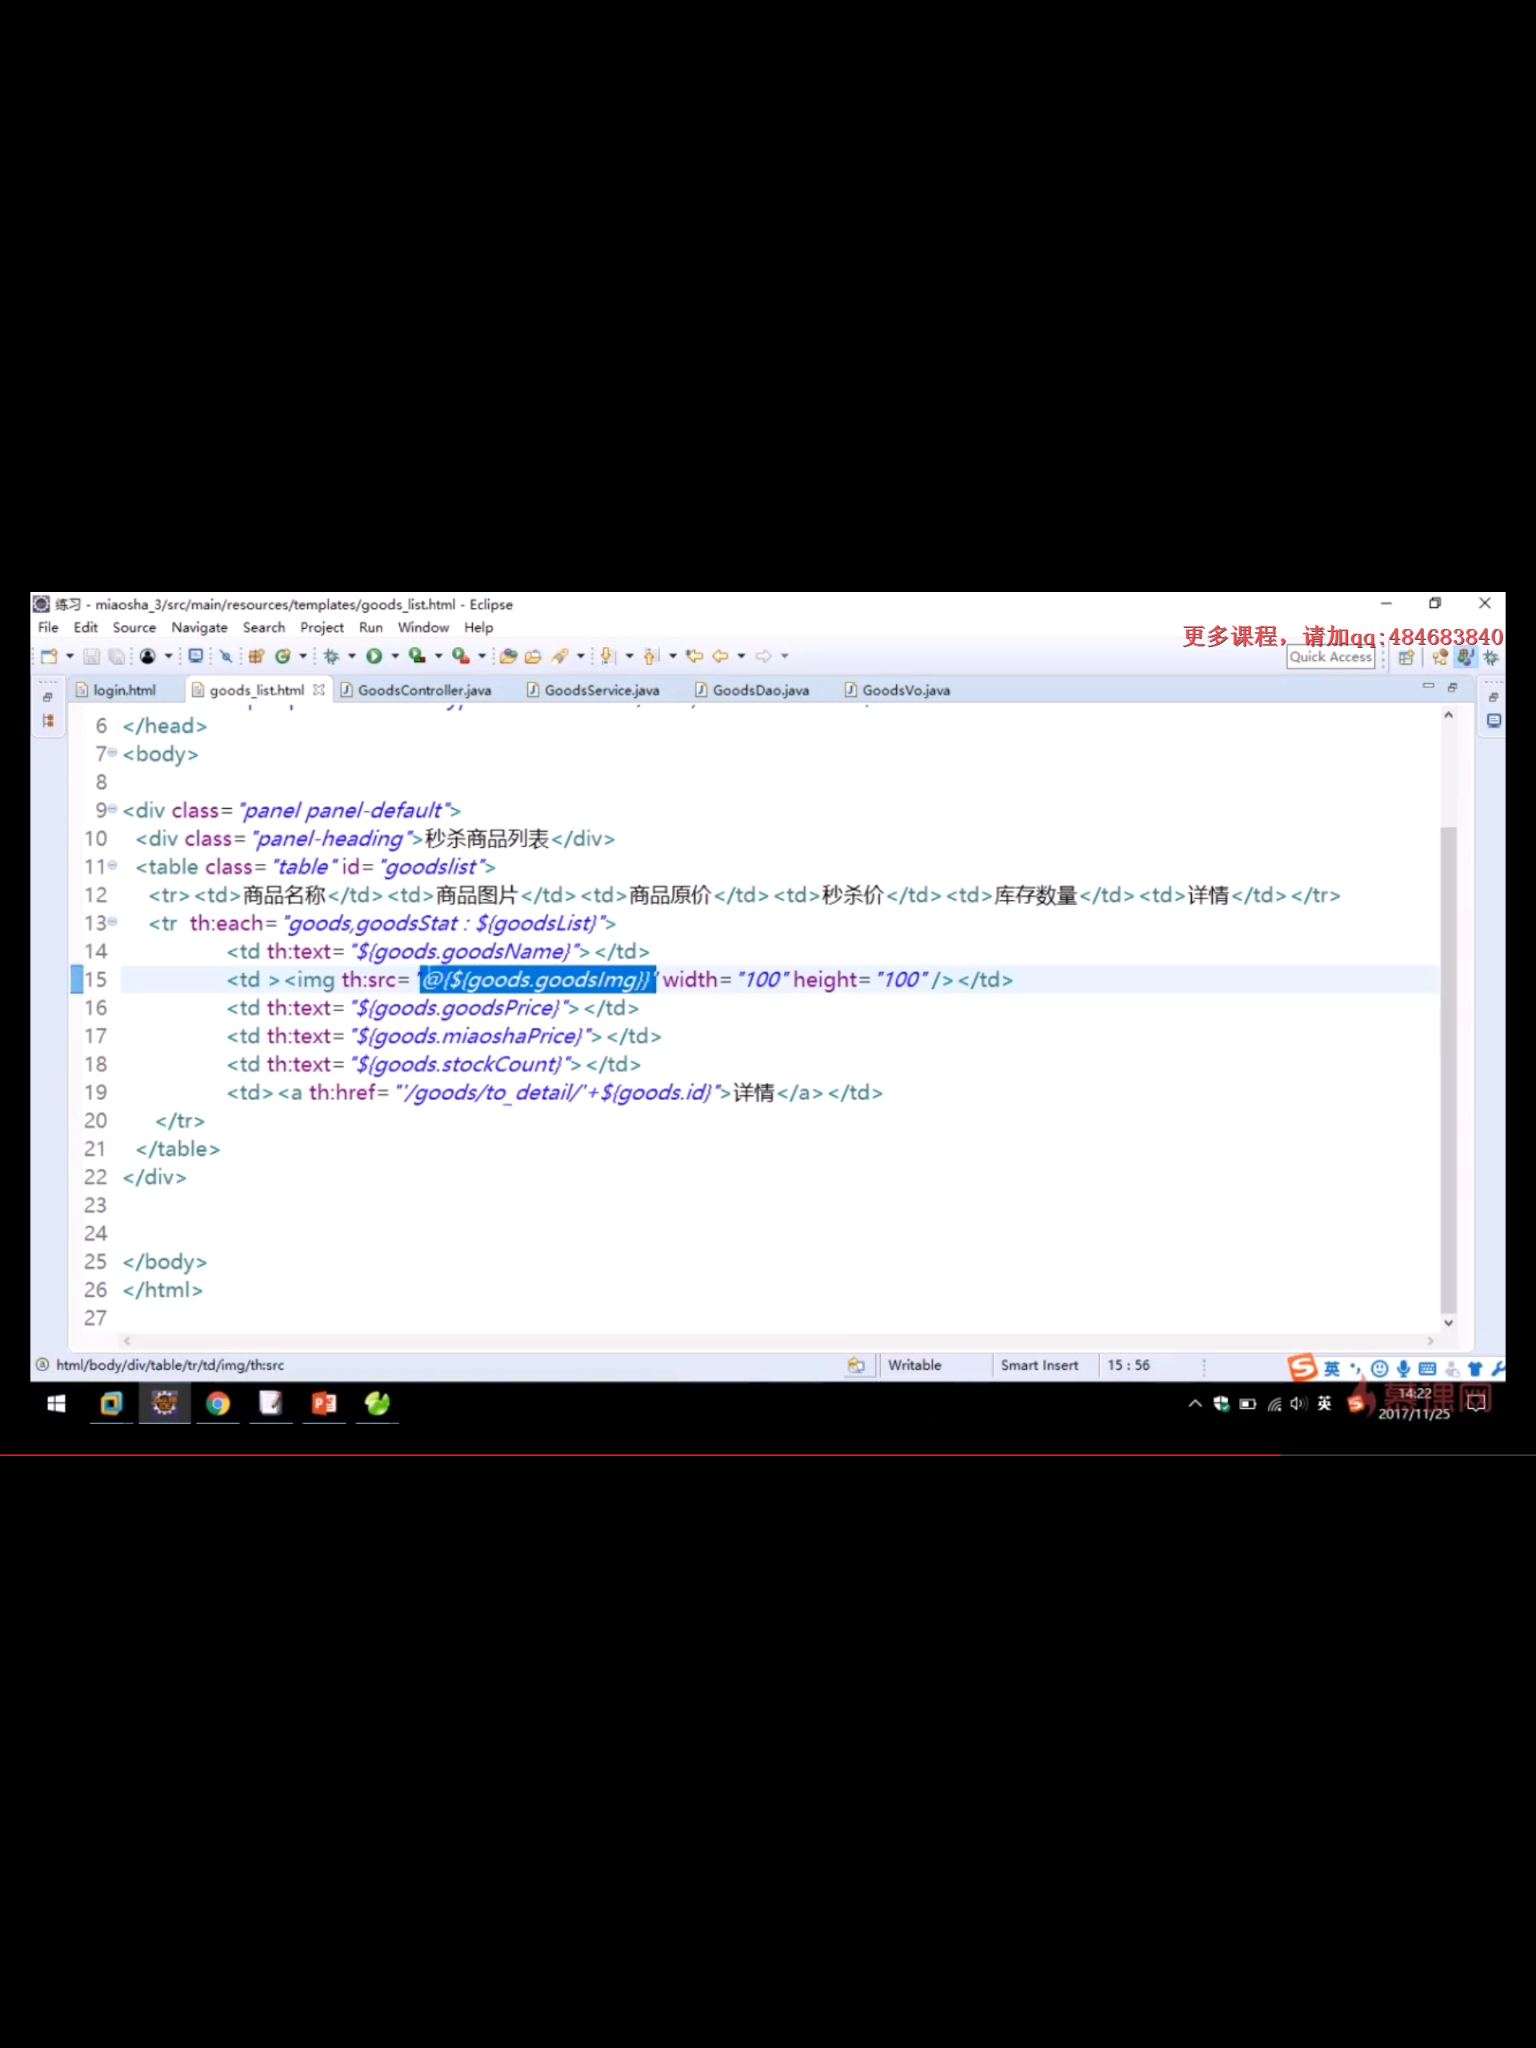 练习 - miaosha_3/src/main/resources/templates/goods_list.html - Eclipse
File Edit Source Navigate Search Project Run Window Help
更多课程，请加qq:484683840
Quick Access
login.html goods_list.html GoodsController.java GoodsService.java GoodsDao.java GoodsVo.java
6 </head>
7 <body>
8
9 <div class="panel panel-default">
10 <div class="panel-heading">秒杀商品列表</div>
11 <table class="table" id="goodslist">
12 <tr><td>商品名称</td><td>商品图片</td><td>商品原价</td><td>秒杀价</td><td>库存数量</td><td>详情</td></tr>
13 <tr th:each="goods,goodsStat : ${goodsList}">
14 <td th:text="${goods.goodsName}"></td>
15 <td ><img th:src="@{${goods.goodsImg}}" width="100" height="100" /></td>
16 <td th:text="${goods.goodsPrice}"></td>
17 <td th:text="${goods.miaoshaPrice}"></td>
18 <td th:text="${goods.stockCount}"></td>
19 <td><a th:href="'/goods/to_detail/'+${goods.id}">详情</a></td>
20 </tr>
21 </table>
22 </div>
23
24
25 </body>
26 </html>
27
html/body/div/table/tr/td/img/th:src Writable Smart Insert 15 : 56
英
英 14:22
慕课网
2017/11/25